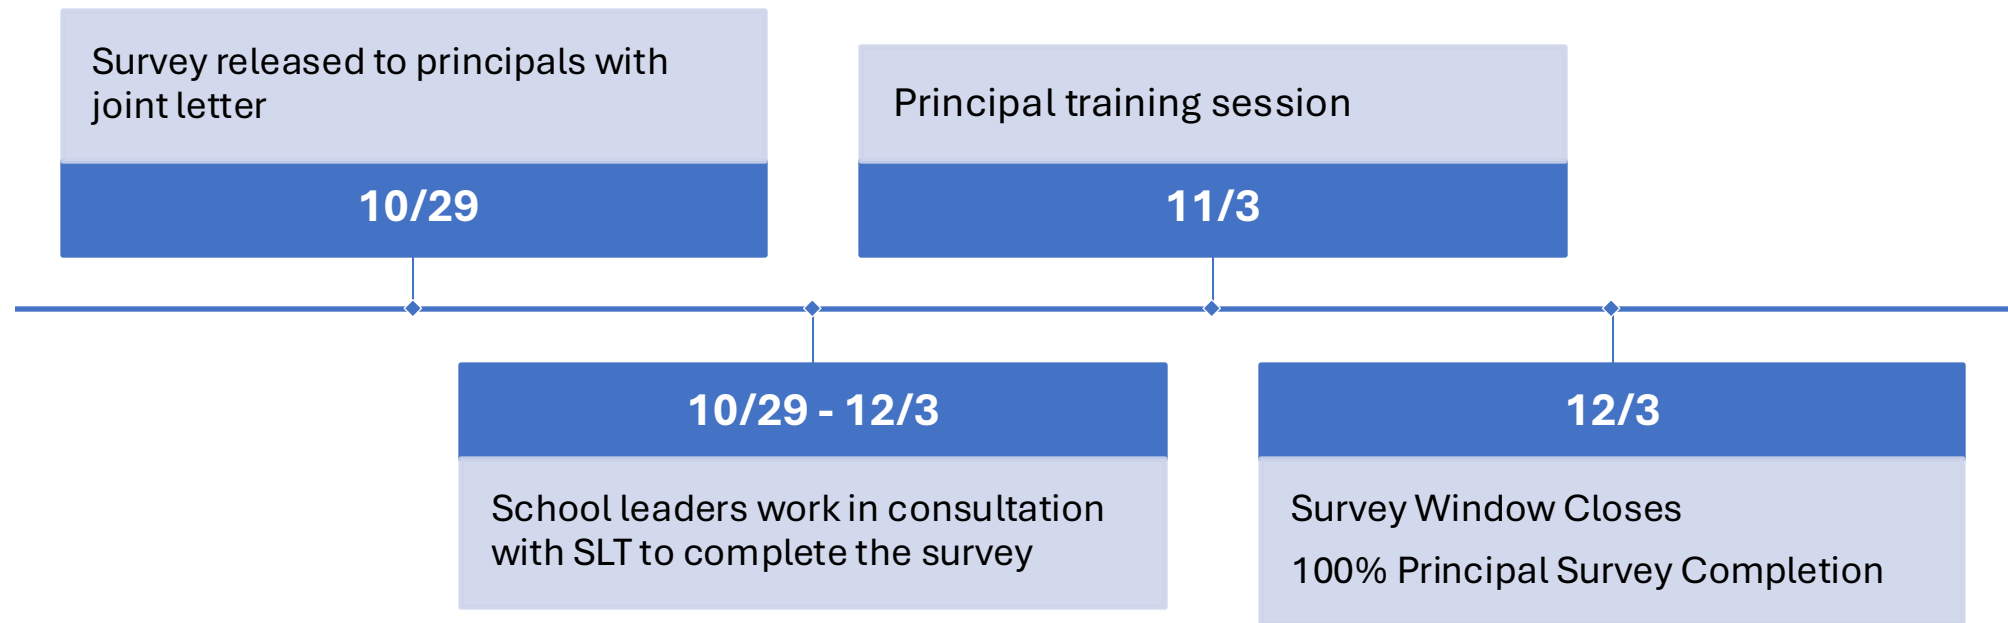 Survey released to principals with
joint letter
10/29
10/29 - 12/3
School leaders work in consultation
with SLT to complete the survey
Principal training session
11/3
12/3
Survey Window Closes
100% Principal Survey Completion